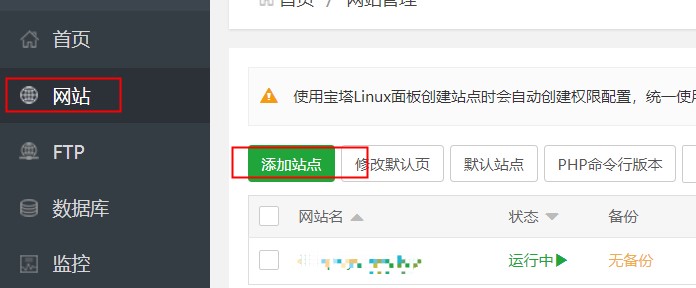 首页
网站
FTP
数据库
监控
首页 / 网站管理
使用宝塔Linux面板创建站点时会自动创建权限配置，统一使用
添加站点 修改默认页 默认站点 PHP命令行版本
网站名 状态 备份
运行中 无备份